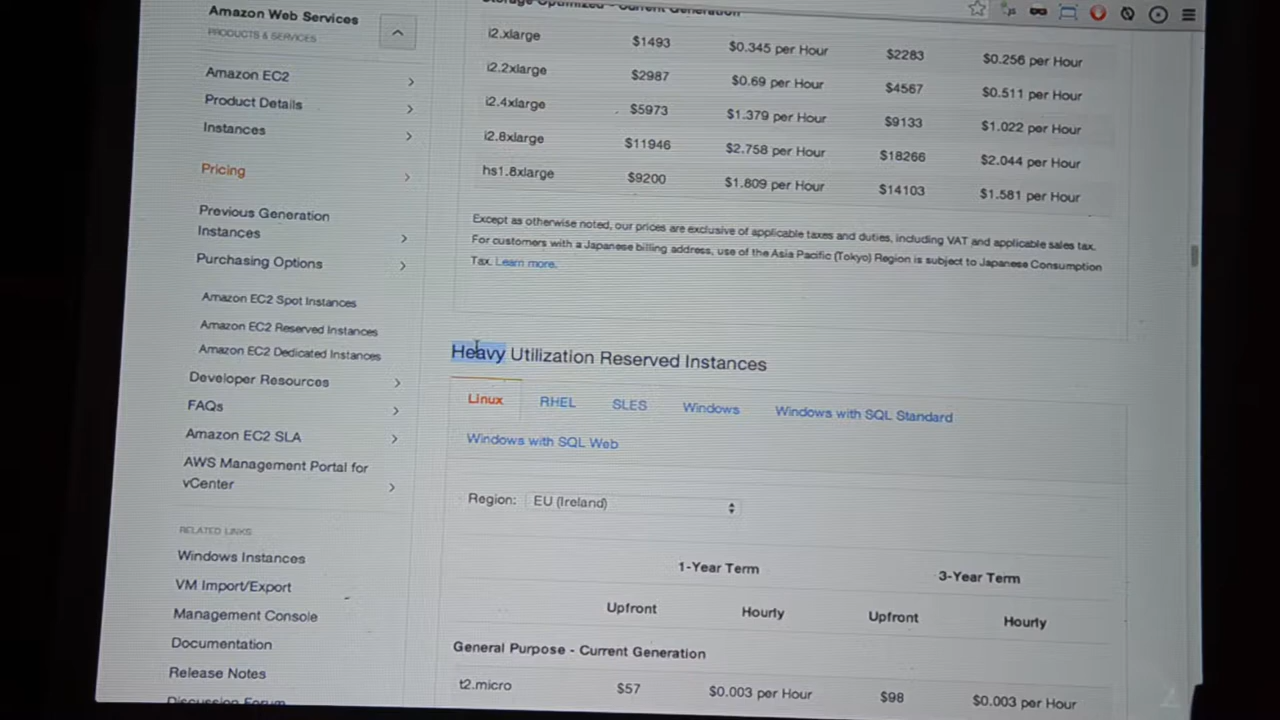 Amazon Web Services
PRODUCTS & SERVICES
Amazon EC2
Product Details
Instances
Pricing
Previous Generation
Instances
Purchasing Options
Amazon EC2 Spot Instances
Amazon EC2 Reserved Instances
Amazon EC2 Dedicated Instances
Developer Resources
FAQs
Amazon EC2 SLA
AWS Management Portal for
vCenter
RELATED LINKS
Windows Instances
VM Import/Export
Management Console
Documentation
Release Notes
Discussion Forum
Storage Optimized - Current Generation
i2.xlarge $1493 $0.345 per Hour $2283 $0.256 per Hour
i2.2xlarge $2987 $0.69 per Hour $4567 $0.511 per Hour
i2.4xlarge $5973 $1.379 per Hour $9133 $1.022 per Hour
i2.8xlarge $11946 $2.758 per Hour $18266 $2.044 per Hour
hs1.8xlarge $9200 $1.809 per Hour $14103 $1.581 per Hour
Except as otherwise noted, our prices are exclusive of applicable taxes and duties, including VAT and applicable sales tax.
For customers with a Japanese billing address, use of the Asia Pacific (Tokyo) Region is subject to Japanese Consumption
Tax. Learn more.
Heavy Utilization Reserved Instances
Linux RHEL SLES Windows Windows with SQL Standard
Windows with SQL Web
Region: EU (Ireland)
1-Year Term 3-Year Term
Upfront Hourly Upfront Hourly
General Purpose - Current Generation
t2.micro $57 $0.003 per Hour $98 $0.003 per Hour